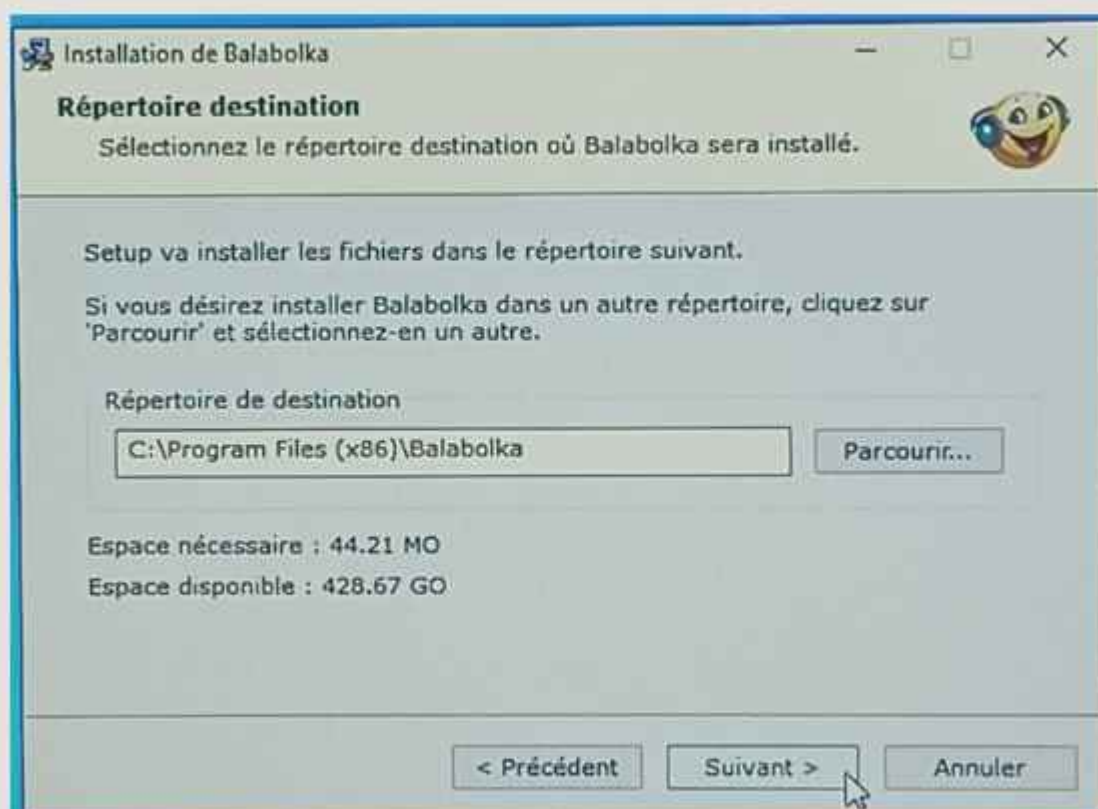 Installation de Balabolka
Répertoire destination
Sélectionnez le répertoire destination où Balabolka sera installé.
Setup va installer les fichiers dans le répertoire suivant.
Si vous désirez installer Balabolka dans un autre répertoire, cliquez sur
'Parcourir' et sélectionnez-en un autre.
Répertoire de destination
C:\Program Files (x86)\Balabolka
Parcourir...
Espace nécessaire : 44.21 MO
Espace disponible : 428.67 GO
< Précédent
Suivant >
Annuler